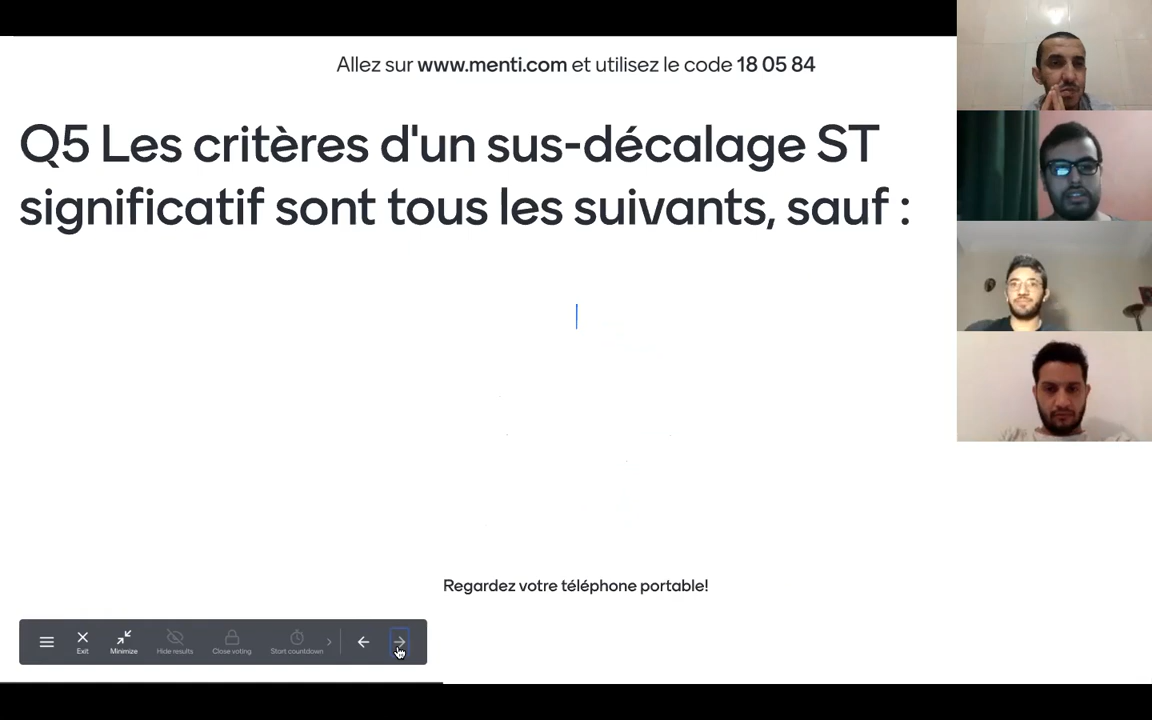 Allez sur www.menti.com et utilisez le code 18 05 84
Q5 Les critères d'un sus-décalage ST
significatif sont tous les suivants, sauf :
Regardez votre téléphone portable!
Exit
Minimize
Hide results
Close voting
Start countdown